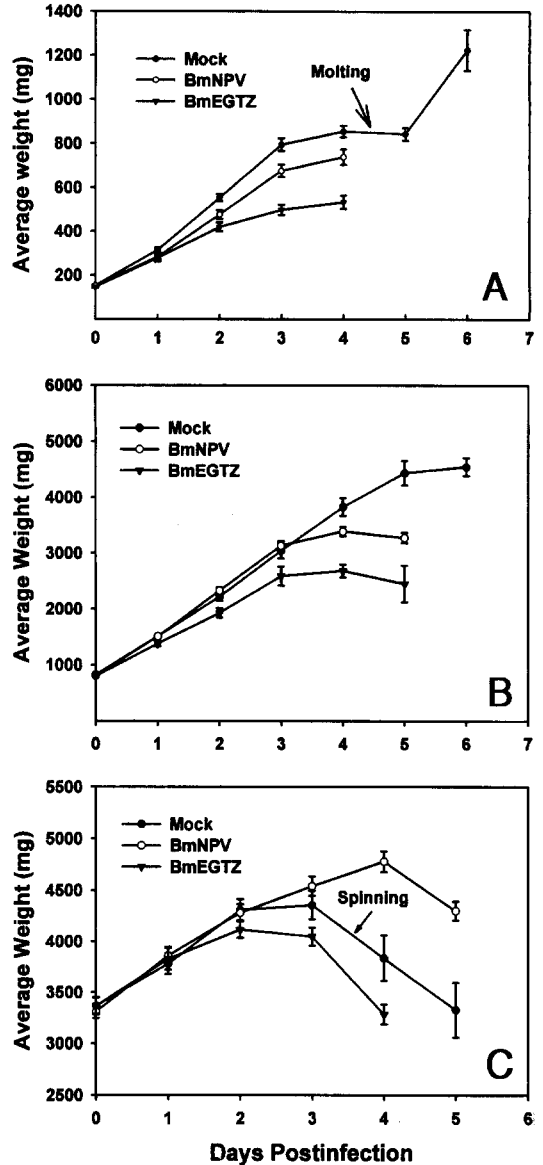 1400
1200
1000
800
600
400
200
Average weight (mg)
Mock
BmNPV
BmEGTZ
Molting
A
0 1 2 3 4 5 6 7
6000
5000
4000
3000
2000
1000
Average Weight (mg)
Mock
BmNPV
BmEGTZ
B
0 1 2 3 4 5 6 7
5500
5000
4500
4000
3500
3000
2500
Average Weight (mg)
Mock
BmNPV
BmEGTZ
Spinning
C
0 1 2 3 4 5 6
Days Postinfection